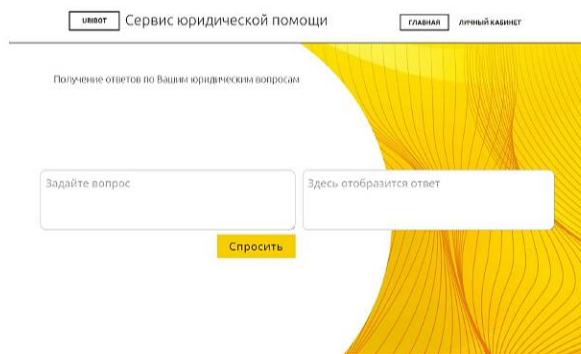 URIBOT Сервис юридической помощи ГЛАВНАЯ ЛИЧНЫЙ КАБИНЕТ
Получение ответов по Вашим юридическим вопросам
Задайте вопрос Здесь отобразится ответ
Спросить